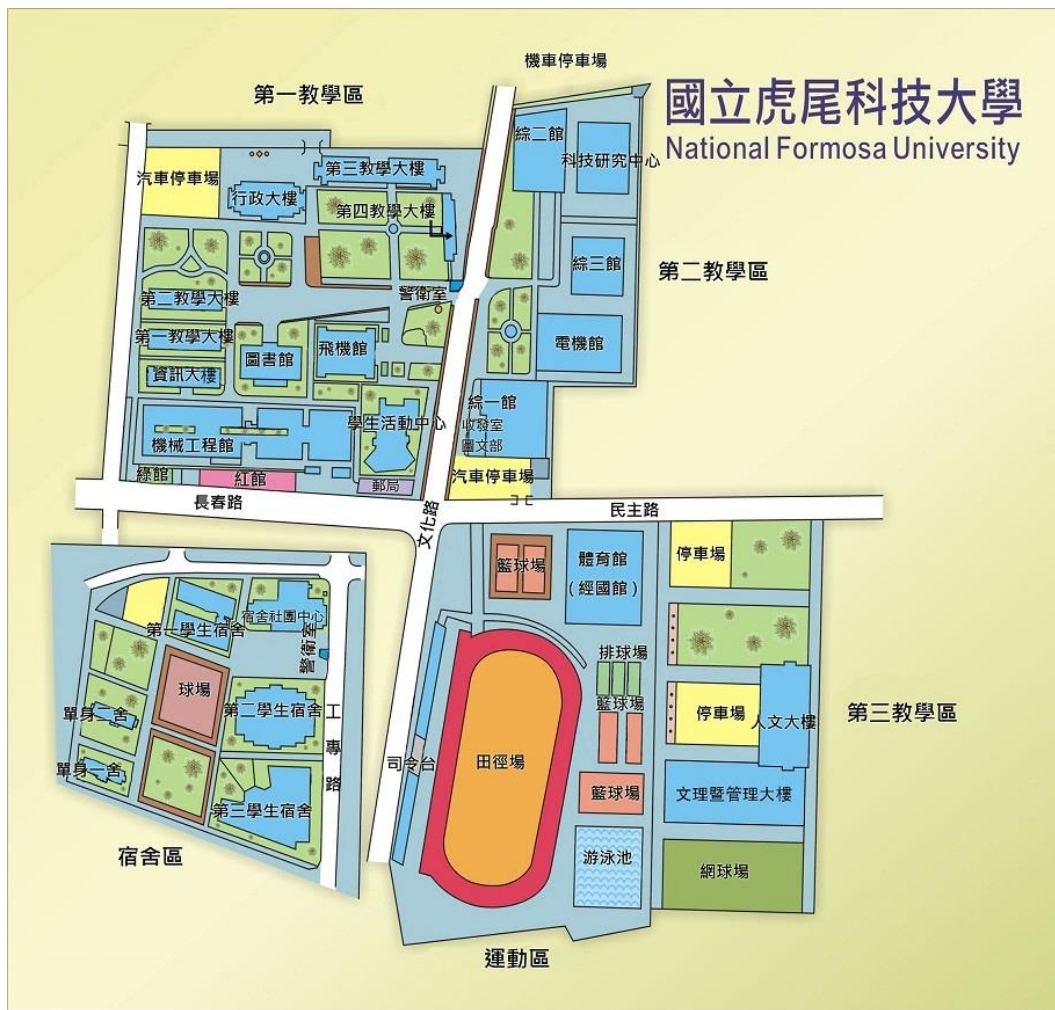 機車停車場
國立虎尾科技大學
National Formosa University
第一教學區
綜二館
科技研究中心
第三教學大樓
汽車停車場
行政大樓
第四教學大樓
綜三館
第二教學區
警衛室
第二教學大樓
第一教學大樓
圖書館
飛機館
電機館
資訊大樓
綜一館
收發室
圖文部
學生活動中心
機械工程館
汽車停車場
綠館
紅館
郵局
長春路
文化路
民主路
籃球場
體育館
(經國館)
停車場
宿舍社團中心
第一學生宿舍
警衛室
排球場
球場
籃球場
單身二舍
第二學生宿舍
工專路
停車場
人文大樓
第三教學區
司令台
田徑場
單身一舍
籃球場
文理暨管理大樓
第三學生宿舍
宿舍區
游泳池
網球場
運動區